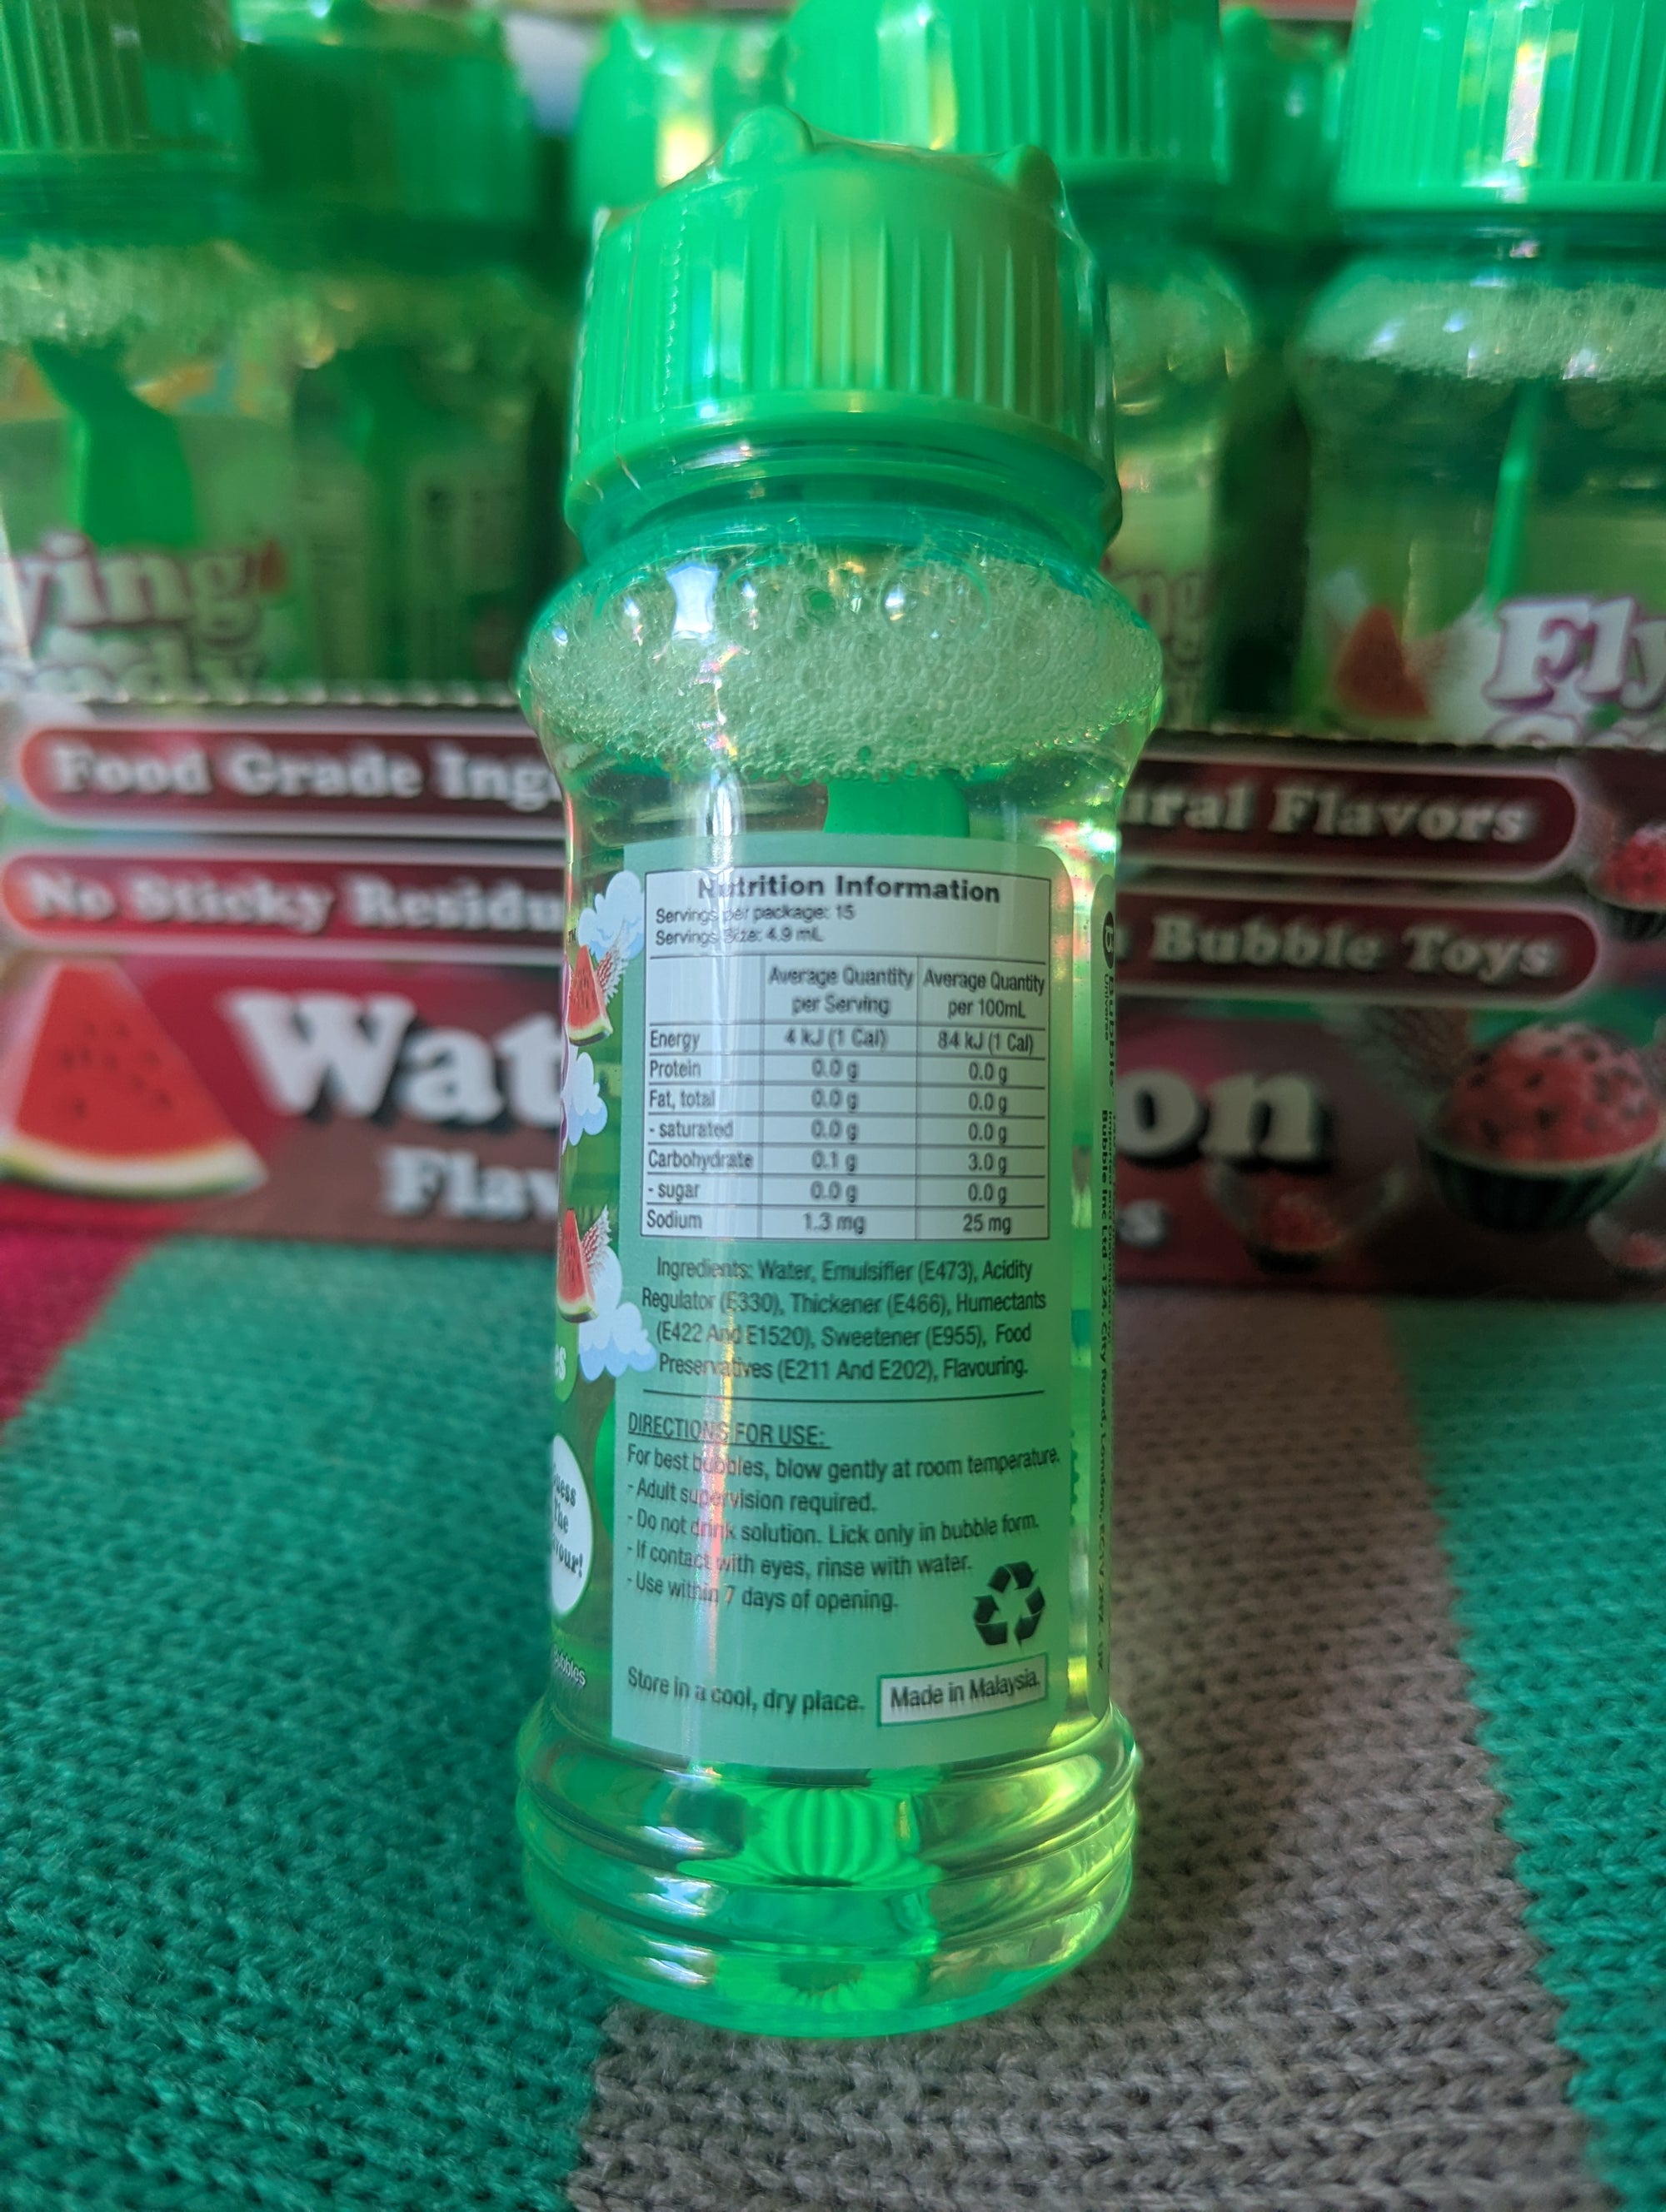 Nutrition Information
Servings per package: 15
Servings Size: 4.9 mL
Average Quantity per Serving
Average Quantity per 100mL
Energy 4 kJ (1 Cal) 84 kJ (1 Cal)
Protein 0.0 g 0.0 g
Fat, total 0.0 g 0.0 g
- saturated 0.0 g 0.0 g
Carbohydrate 0.1 g 3.0 g
- sugar 0.0 g 0.0 g
Sodium 1.3 mg 25 mg
Ingredients: Water, Emulsifier (E473), Acidity
Regulator (E330), Thickener (E466), Humectants
(E422 And E1520), Sweetener (E955), Food
Preservatives (E211 And E202), Flavouring.
DIRECTIONS FOR USE:
For best bubbles, blow gently at room temperature.
- Adult supervision required.
- Do not drink solution. Lick only in bubble form.
- If contact with eyes, rinse with water.
- Use within 7 days of opening.
Store in a cool, dry place.
Made in Malaysia.
Food Grade Ing
No Sticky Residu
Wat
Flav
ural Flavors
Bubble Toys
on
Fly
ying